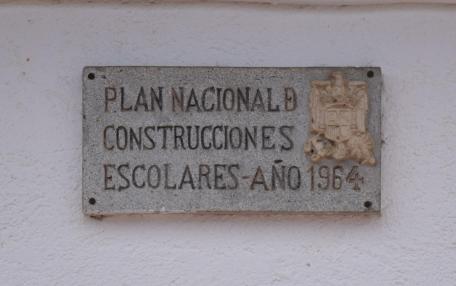 PLAN NACIONAL D
CONSTRUCCIONES
ESCOLARES-AÑO 1964